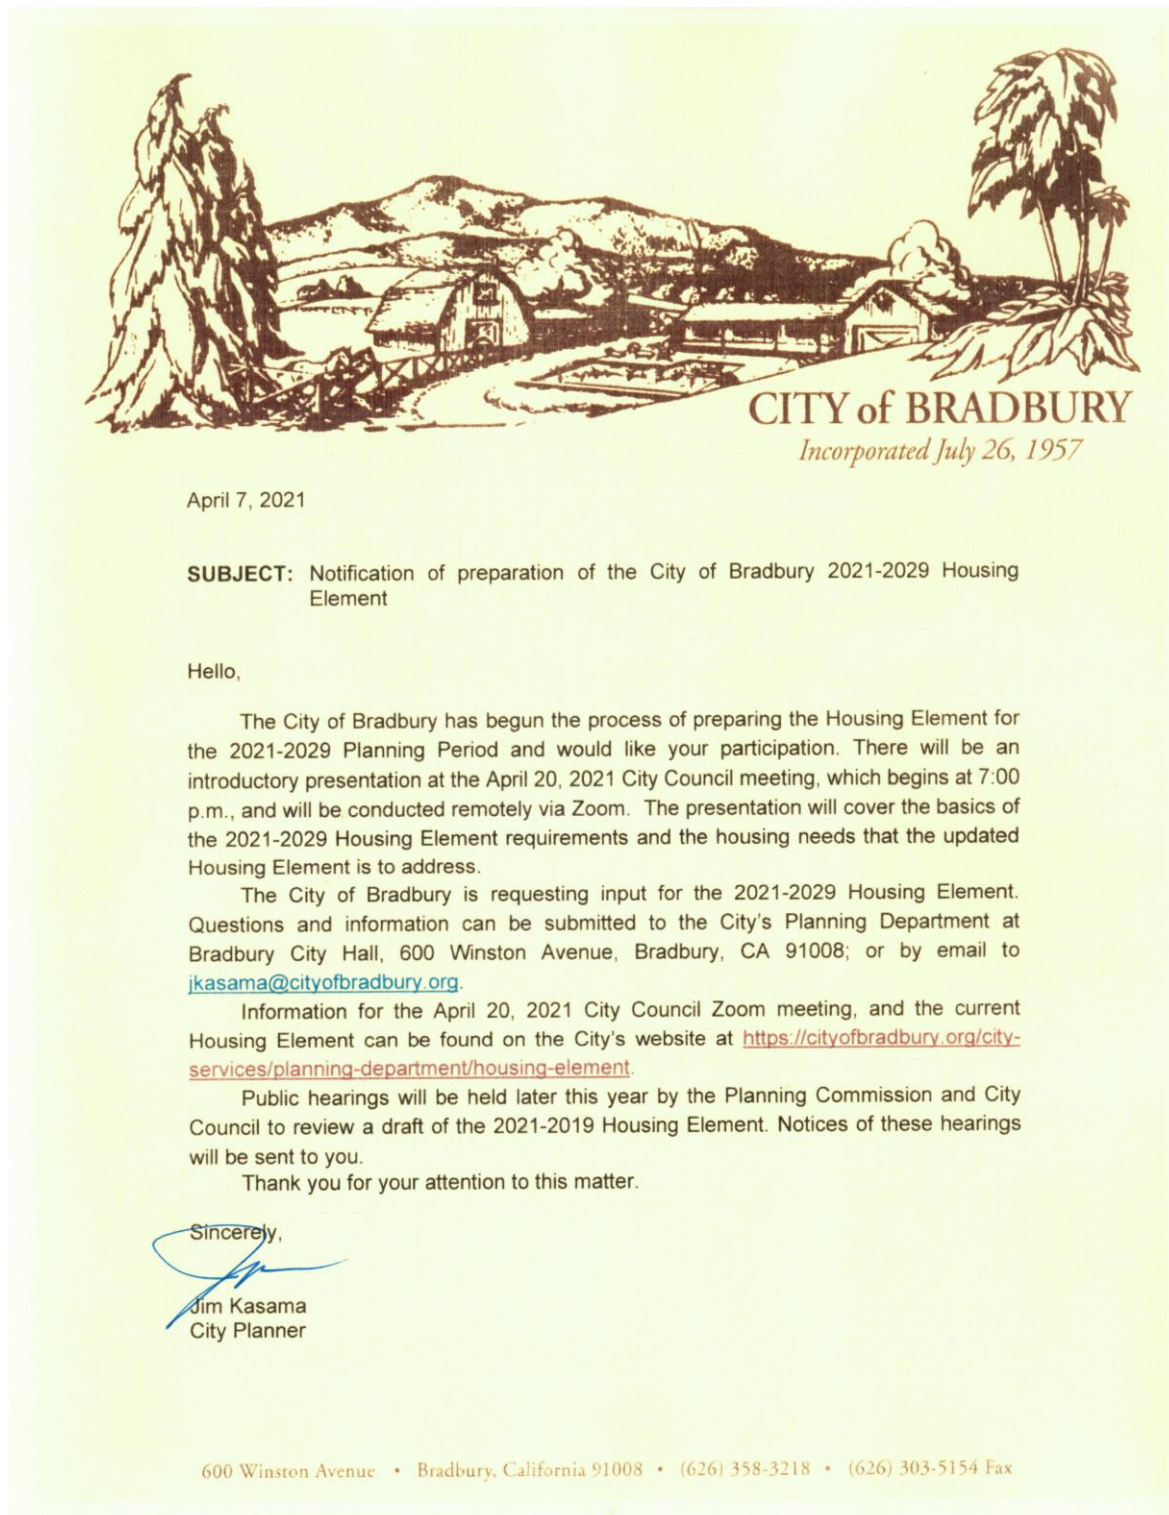 CITY of BRADBURY
Incorporated July 26, 1957
April 7, 2021
SUBJECT: Notification of preparation of the City of Bradbury 2021-2029 Housing
Element
Hello,
The City of Bradbury has begun the process of preparing the Housing Element for
the 2021-2029 Planning Period and would like your participation. There will be an
introductory presentation at the April 20, 2021 City Council meeting, which begins at 7:00
p.m., and will be conducted remotely via Zoom. The presentation will cover the basics of
the 2021-2029 Housing Element requirements and the housing needs that the updated
Housing Element is to address.
The City of Bradbury is requesting input for the 2021-2029 Housing Element.
Questions and information can be submitted to the City's Planning Department at
Bradbury City Hall, 600 Winston Avenue, Bradbury, CA 91008; or by email to
jkasama@cityofbradbury.org.
Information for the April 20, 2021 City Council Zoom meeting, and the current
Housing Element can be found on the City's website at https://cityofbradbury.org/city-
services/planning-department/housing-element.
Public hearings will be held later this year by the Planning Commission and City
Council to review a draft of the 2021-2019 Housing Element. Notices of these hearings
will be sent to you.
Thank you for your attention to this matter.
Sincerely,
Jim Kasama
City Planner
600 Winston Avenue • Bradbury, California 91008 • (626) 358-3218 • (626) 303-5154 Fax